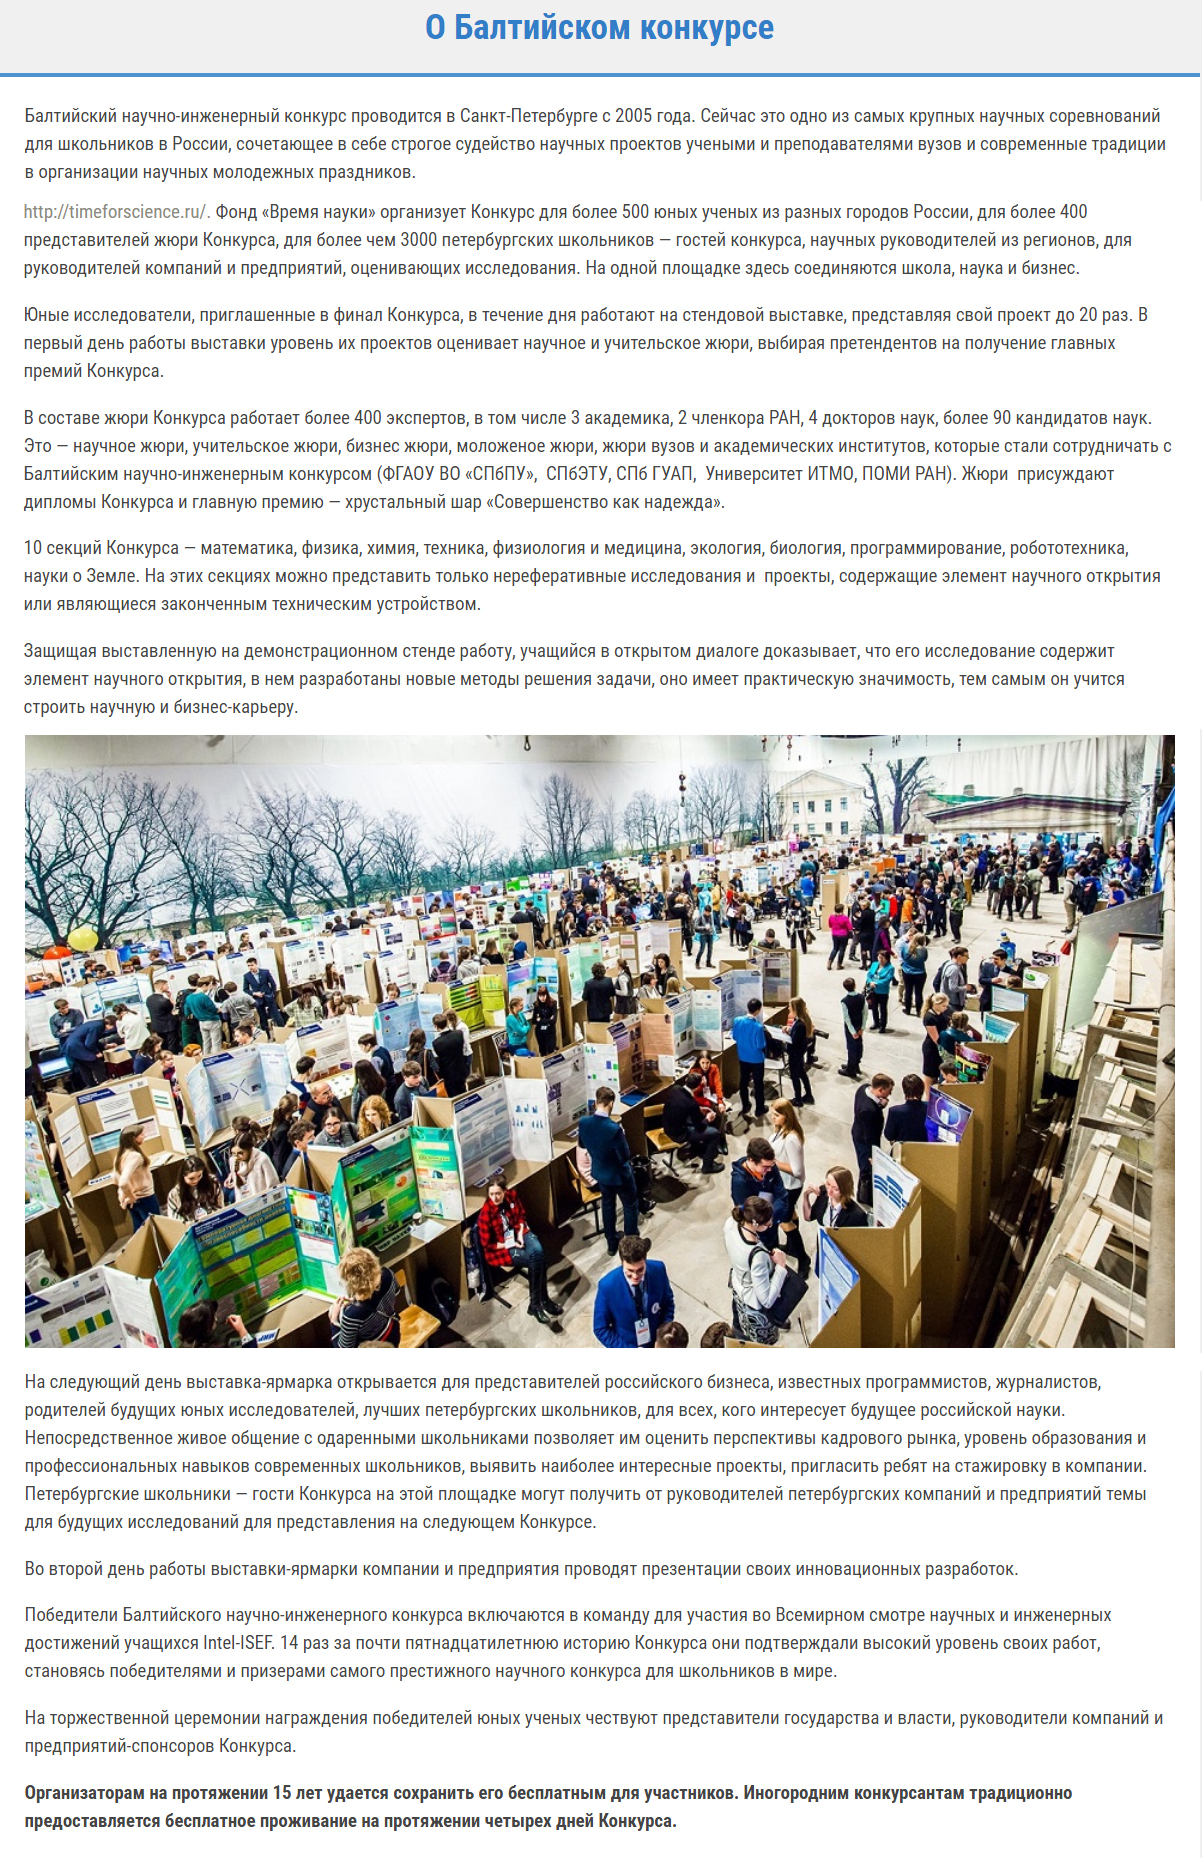 О Балтийском конкурсе
Балтийский научно-инженерный конкурс проводится в Санкт-Петербурге с 2005 года. Сейчас это одно из самых крупных научных соревнований
для школьников в России, сочетающее в себе строгое судейство научных проектов учеными и преподавателями вузов и современные традиции
в организации научных молодежных праздников.
http://timeforscience.ru/. Фонд «Время науки» организует Конкурс для более 500 юных ученых из разных городов России, для более 400
представителей жюри Конкурса, для более чем 3000 петербургских школьников — гостей конкурса, научных руководителей из регионов, для
руководителей компаний и предприятий, оценивающих исследования. На одной площадке здесь соединяются школа, наука и бизнес.
Юные исследователи, приглашенные в финал Конкурса, в течение дня работают на стендовой выставке, представляя свой проект до 20 раз. В
первый день работы выставки уровень их проектов оценивает научное и учительское жюри, выбирая претендентов на получение главных
премий Конкурса.
В составе жюри Конкурса работает более 400 экспертов, в том числе 3 академика, 2 членкора РАН, 4 докторов наук, более 90 кандидатов наук.
Это — научное жюри, учительское жюри, бизнес жюри, моложеное жюри, жюри вузов и академических институтов, которые стали сотрудничать с
Балтийским научно-инженерным конкурсом (ФГАОУ ВО «СПбПУ»,  СПбЭТУ, СПб ГУАП,  Университет ИТМО, ПОМИ РАН). Жюри  присуждают
дипломы Конкурса и главную премию — хрустальный шар «Совершенство как надежда».
10 секций Конкурса — математика, физика, химия, техника, физиология и медицина, экология, биология, программирование, робототехника,
науки о Земле. На этих секциях можно представить только нереферативные исследования и  проекты, содержащие элемент научного открытия
или являющиеся законченным техническим устройством.
Защищая выставленную на демонстрационном стенде работу, учащийся в открытом диалоге доказывает, что его исследование содержит
элемент научного открытия, в нем разработаны новые методы решения задачи, оно имеет практическую значимость, тем самым он учится
строить научную и бизнес-карьеру.
На следующий день выставка-ярмарка открывается для представителей российского бизнеса, известных программистов, журналистов,
родителей будущих юных исследователей, лучших петербургских школьников, для всех, кого интересует будущее российской науки.
Непосредственное живое общение с одаренными школьниками позволяет им оценить перспективы кадрового рынка, уровень образования и
профессиональных навыков современных школьников, выявить наиболее интересные проекты, пригласить ребят на стажировку в компании.
Петербургские школьники — гости Конкурса на этой площадке могут получить от руководителей петербургских компаний и предприятий темы
для будущих исследований для представления на следующем Конкурсе.
Во второй день работы выставки-ярмарки компании и предприятия проводят презентации своих инновационных разработок.
Победители Балтийского научно-инженерного конкурса включаются в команду для участия во Всемирном смотре научных и инженерных
достижений учащихся Intel-ISEF. 14 раз за почти пятнадцатилетнюю историю Конкурса они подтверждали высокий уровень своих работ,
становясь победителями и призерами самого престижного научного конкурса для школьников в мире.
На торжественной церемонии награждения победителей юных ученых чествуют представители государства и власти, руководители компаний и
предприятий-спонсоров Конкурса.
Организаторам на протяжении 15 лет удается сохранить его бесплатным для участников. Иногородним конкурсантам традиционно
предоставляется бесплатное проживание на протяжении четырех дней Конкурса.